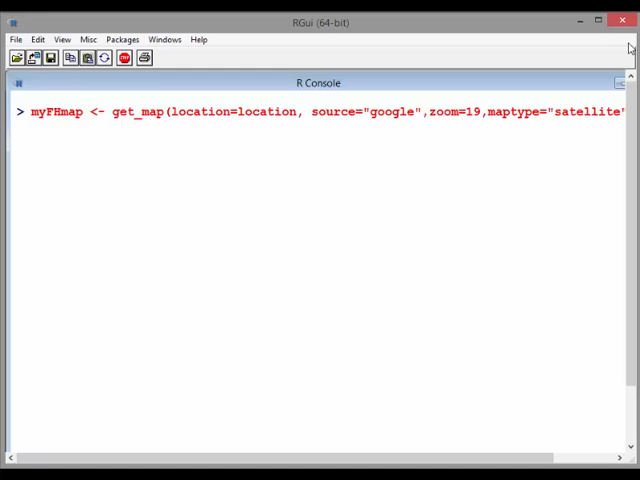 RGui (64-bit)
File Edit View Misc Packages Windows Help
STOP
R Console
> myFHmap <- get_map(location=location, source="google",zoom=19,maptype="satellite"